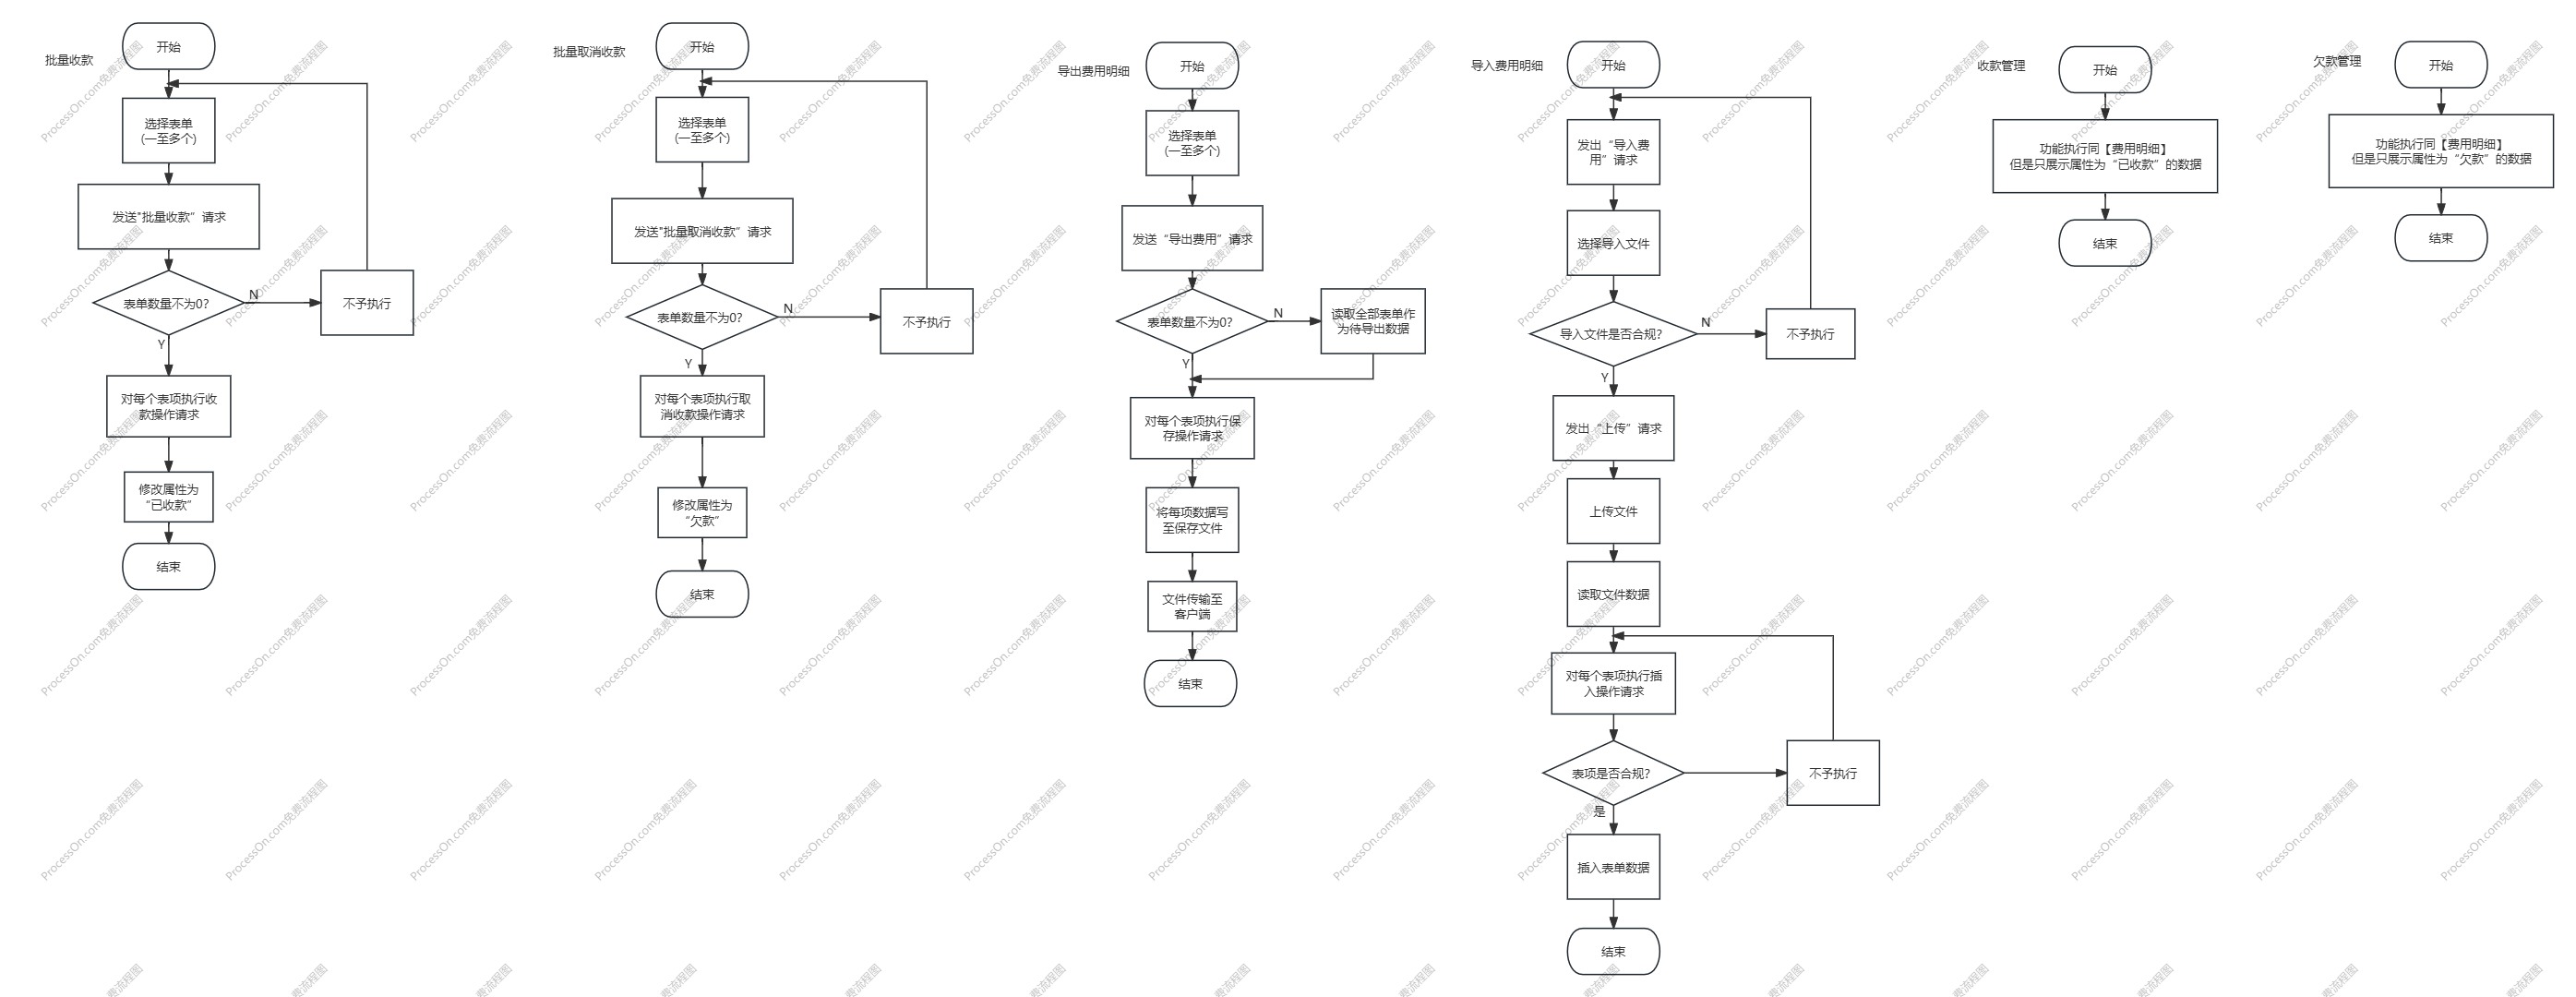 批量收款
开始
选择表单
(一至多个)
发送"批量收款”请求
表单数量不为0?
N
不予执行
Y
对每个表项执行收
款操作请求
修改属性为
“已收款”
结束
批量取消收款
开始
选择表单
(一至多个)
发送"批量取消收款”请求
表单数量不为0?
N
不予执行
Y
对每个表项执行取
消收款操作请求
修改属性为
“欠款”
结束
导出费用明细
开始
选择表单
(一至多个)
发送“导出费用”请求
表单数量不为0?
N
读取全部表单作
为待导出数据
Y
对每个表项执行保
存操作请求
将每项数据写
至保存文件
文件传输至
客户端
结束
导入费用明细
开始
发出“导入费
用”请求
选择导入文件
导入文件是否合规?
N
不予执行
Y
发出“上传”请求
上传文件
读取文件数据
对每个表项执行插
入操作请求
表项是否合规?
不予执行
是
插入表单数据
结束
收款管理
开始
功能执行同【费用明细】
但是只展示属性为“已收款”的数据
结束
欠款管理
开始
功能执行同【费用明细】
但是只展示属性为“欠款”的数据
结束
ProcessOn.com免费流程图